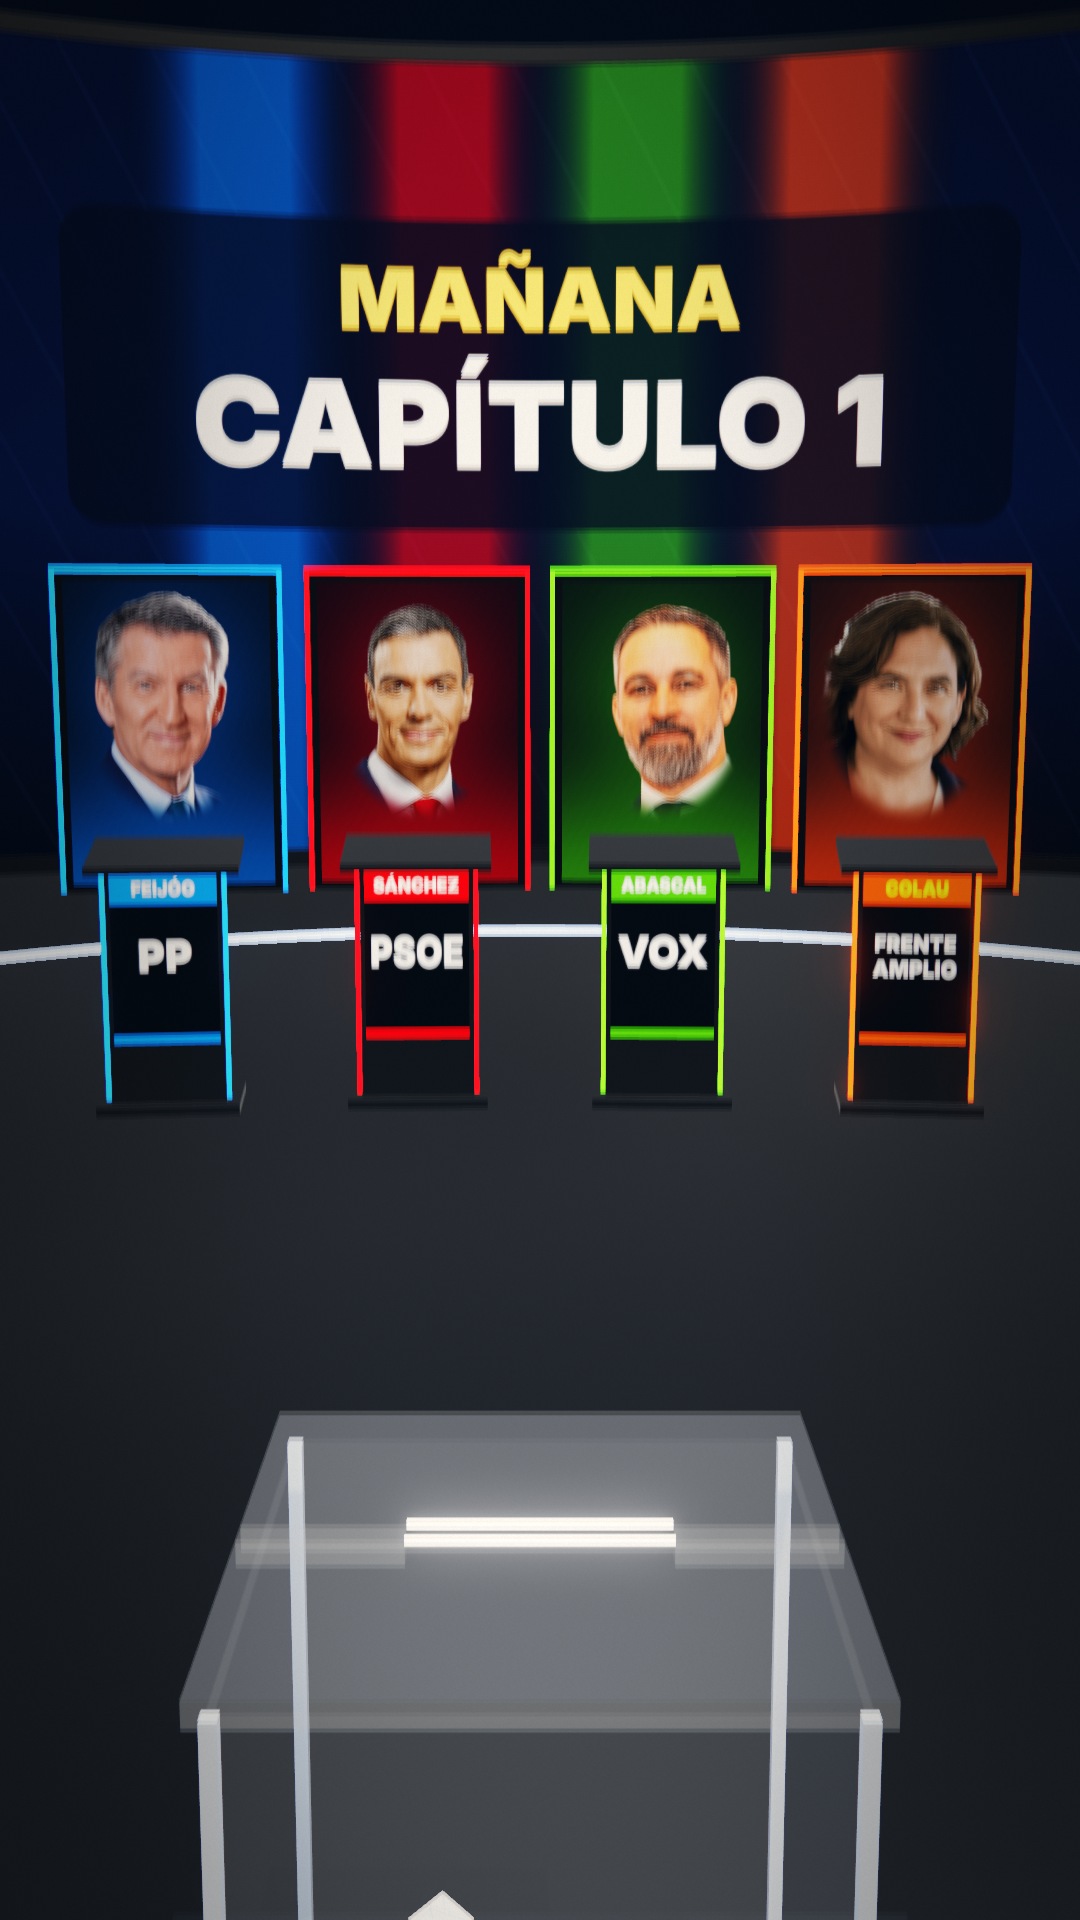 MAÑANA
CAPÍTULO 1
FEIJÓO
SÁNCHEZ
ABASCAL
COLAU
PP
PSOE
VOX
FRENTE
AMPLIO